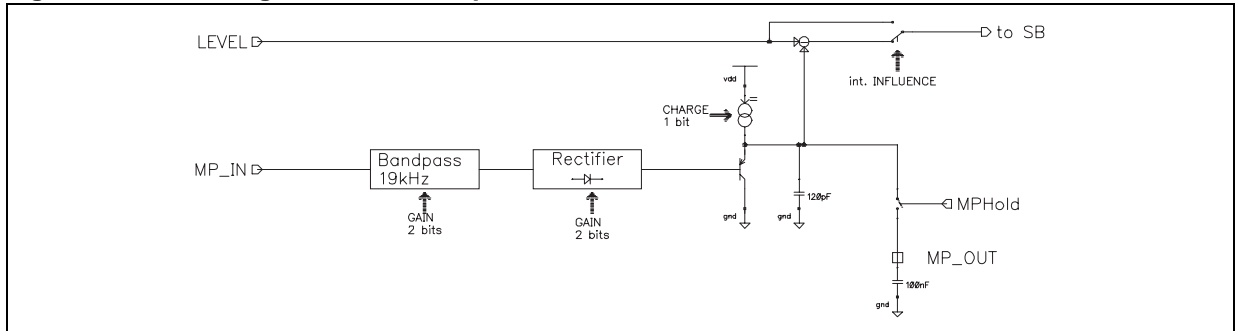 to SB
LEVEL
int. INFLUENCE
vdd
CHARGE
1 bit
MP_IN
Bandpass
19kHz
Rectifier
GAIN
2 bits
GAIN
2 bits
gnd
gnd
120pF
MPHold
MP_OUT
100nF
gnd